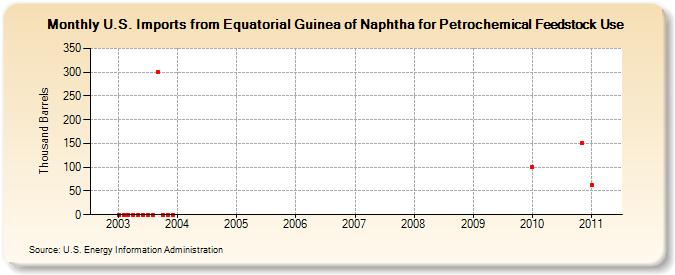 Monthly U.S. Imports from Equatorial Guinea of Naphtha for Petrochemical Feedstock Use
Thousand Barrels
350
300
250
200
150
100
50
0
2003 2004 2005 2006 2007 2008 2009 2010 2011
Source: U.S. Energy Information Administration